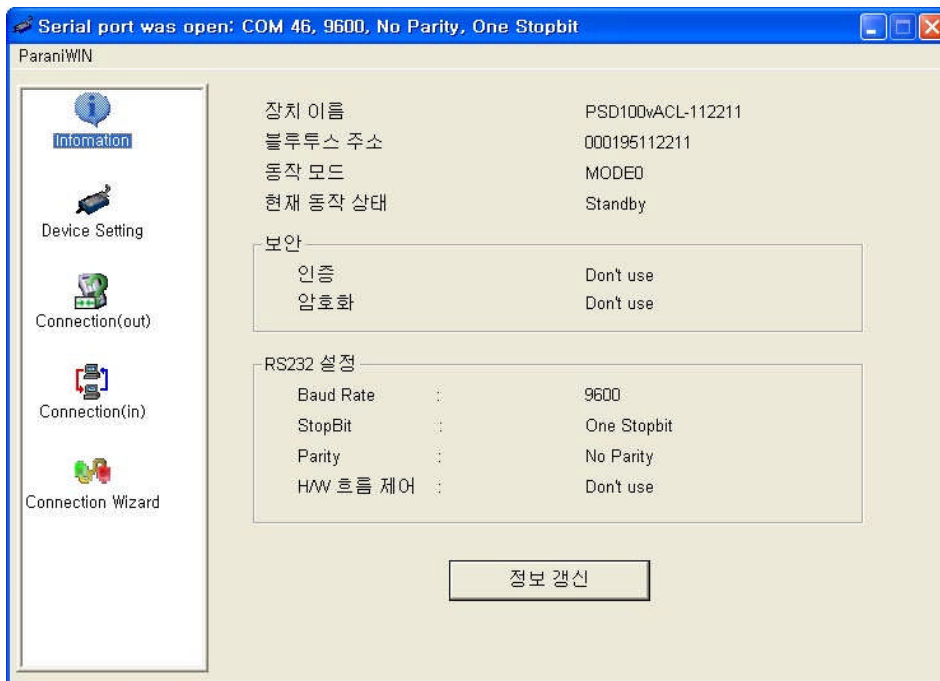 Serial port was open: COM 46, 9600, No Parity, One Stopbit
ParaniWIN
Infomation
Device Setting
Connection(out)
Connection(in)
Connection Wizard
장치 이름 PSD100vACL-112211
블루투스 주소 000195112211
동작 모드 MODE0
현재 동작 상태 Standby
보안
인증 Don't use
암호화 Don't use
RS232 설정
Baud Rate : 9600
StopBit : One Stopbit
Parity : No Parity
H/W 흐름 제어 : Don't use
정보 갱신